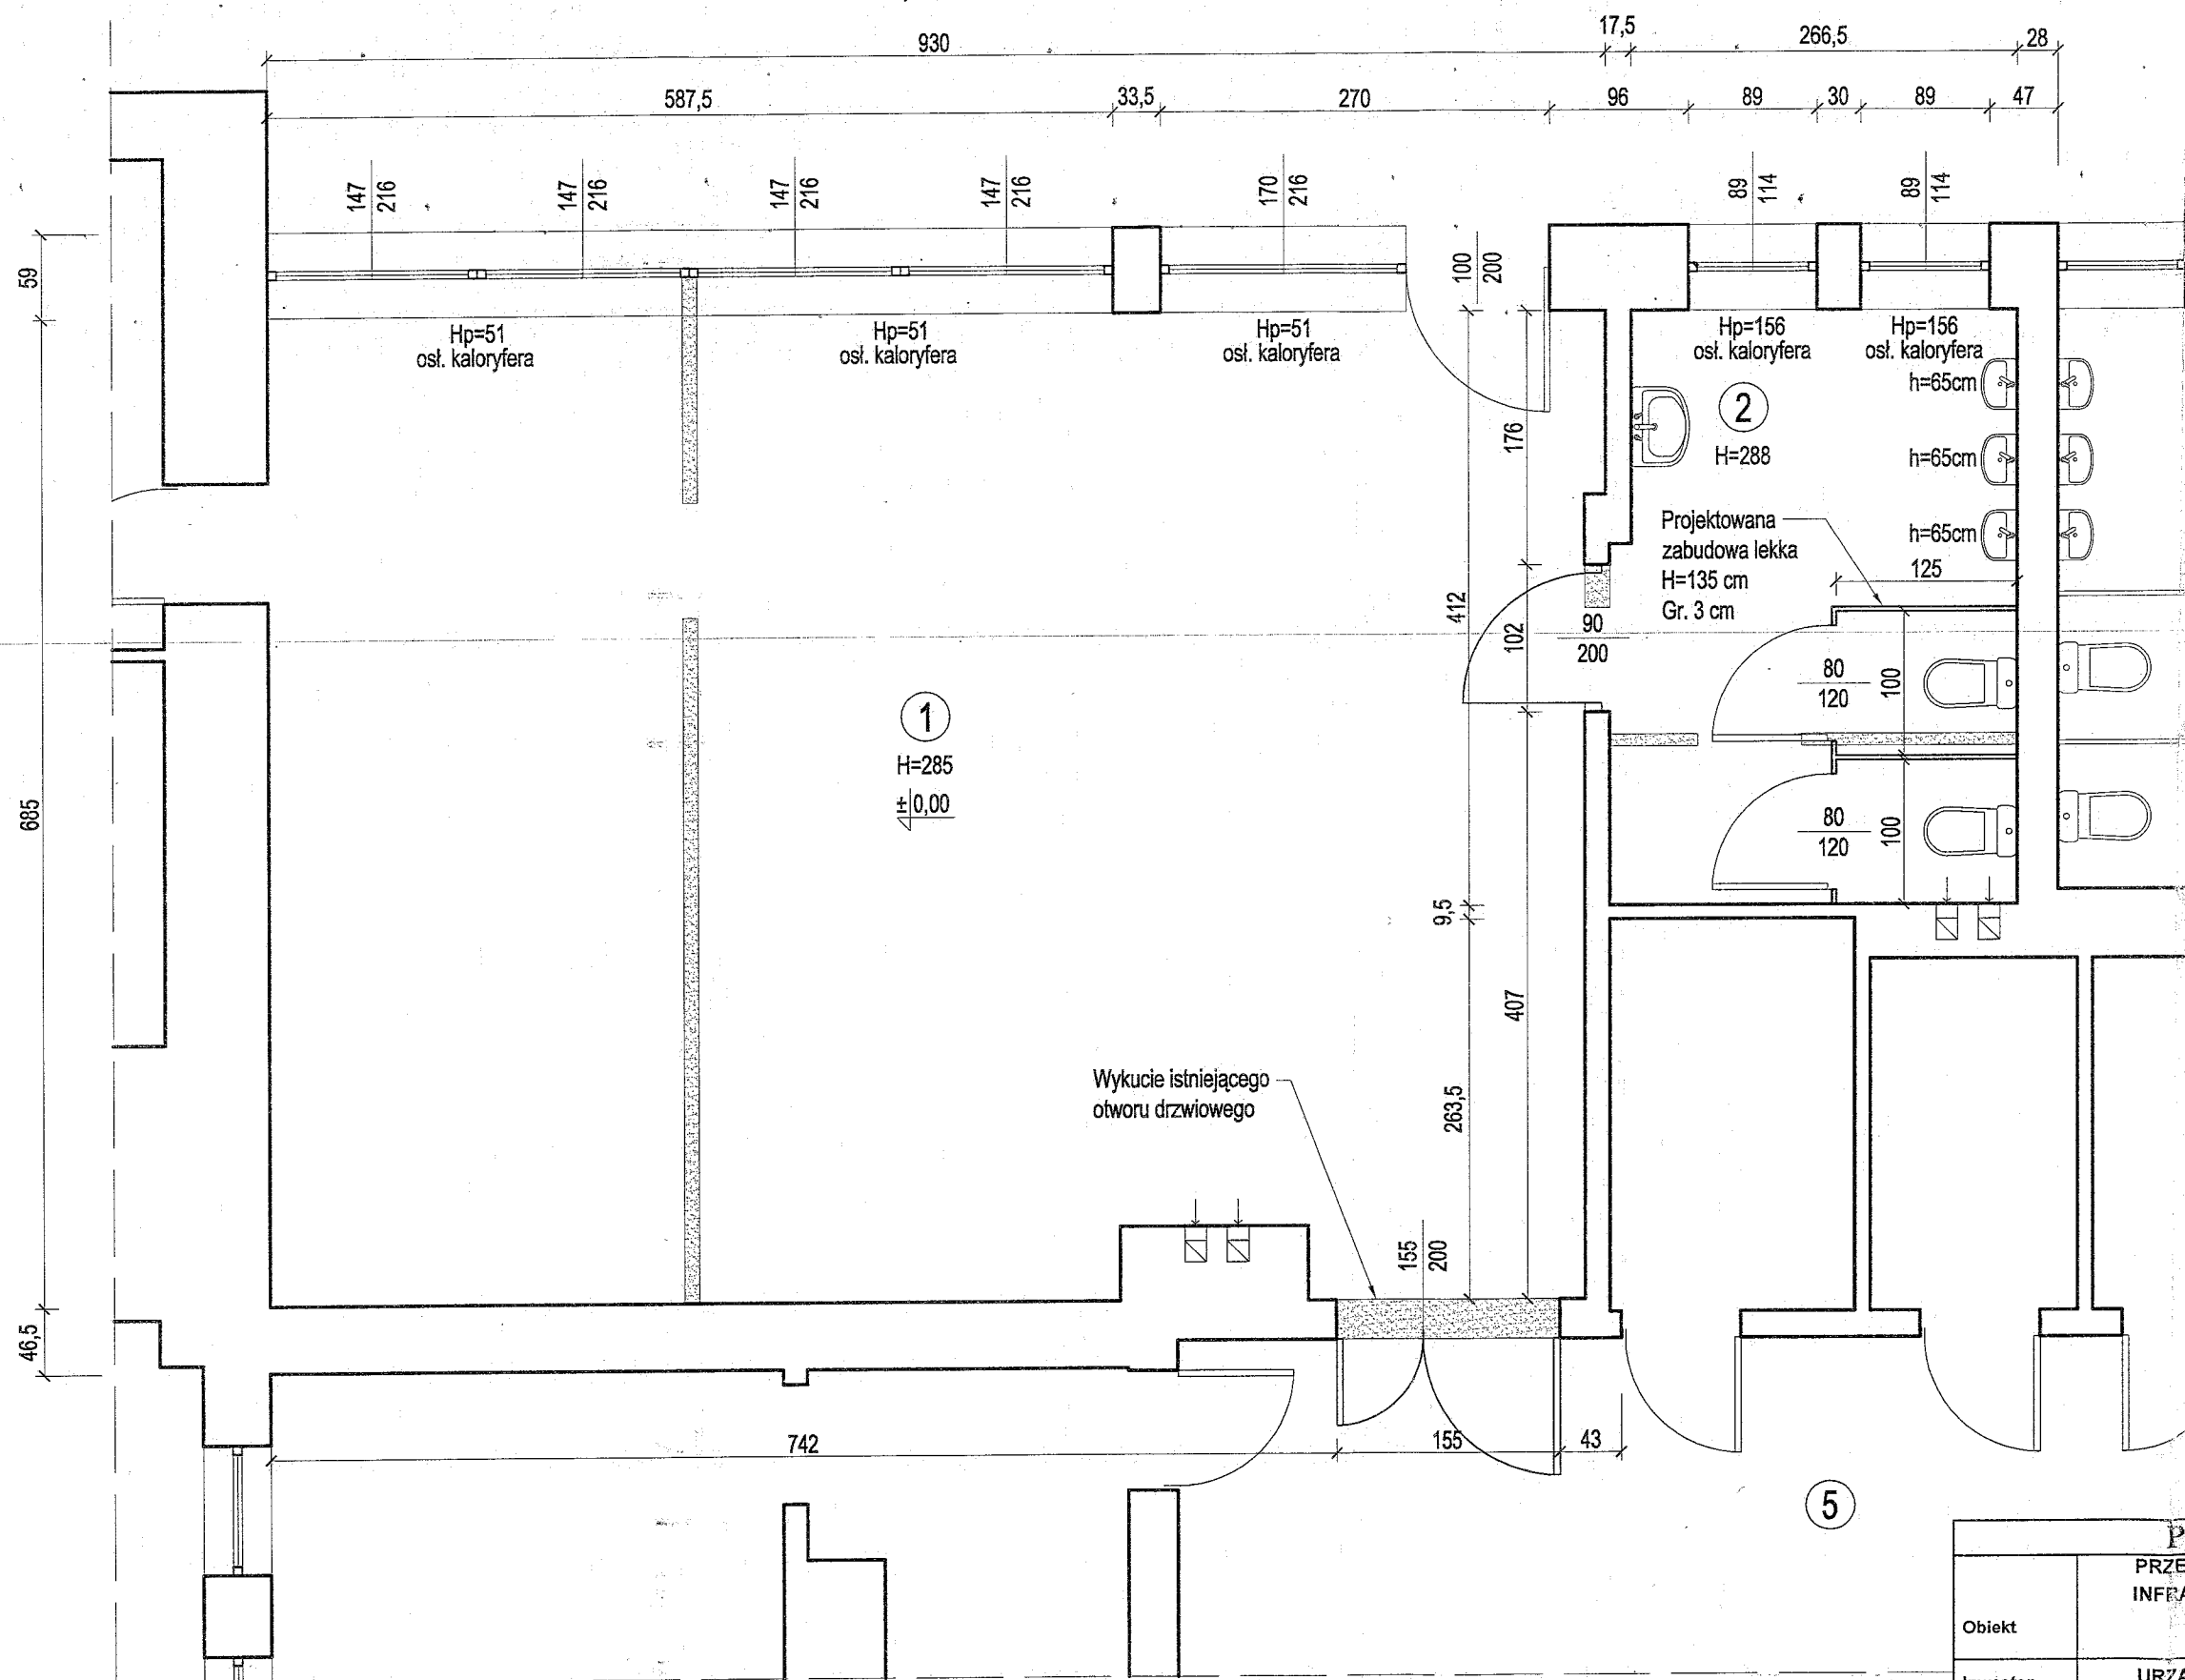 930
17,5
266,5
28
587,5
33,5
270
96
89
30
89
47
147
216
147
216
147
216
147
216
170
216
89
114
89
114
59
100
200
Hp=51
osł. kaloryfera
Hp=51
osł. kaloryfera
Hp=51
osł. kaloryfera
Hp=156
osł. kaloryfera
Hp=156
osł. kaloryfera
h=65cm
2
H=288
176
h=65cm
h=65cm
Projektowana
zabudowa lekka
H=135 cm
Gr. 3 cm
125
412
102
90
200
80
120
100
1
H=285
±0,00
685
80
120
100
9,5
407
263,5
Wykucie istniejącego
otworu drzwiowego
155
200
46,5
742
155
43
5
P
PRZE
INFRA
Obiekt
URZA